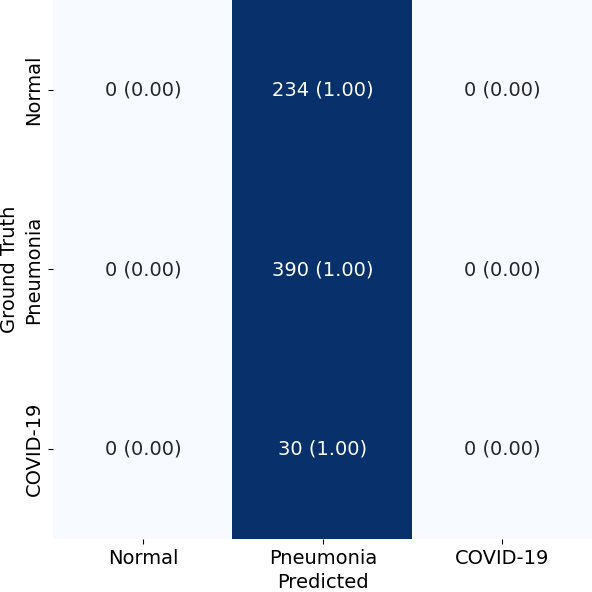 Ground Truth
Normal
0 (0.00)
234 (1.00)
0 (0.00)
Pneumonia
0 (0.00)
390 (1.00)
0 (0.00)
COVID-19
0 (0.00)
30 (1.00)
0 (0.00)
Normal
Pneumonia
COVID-19
Predicted